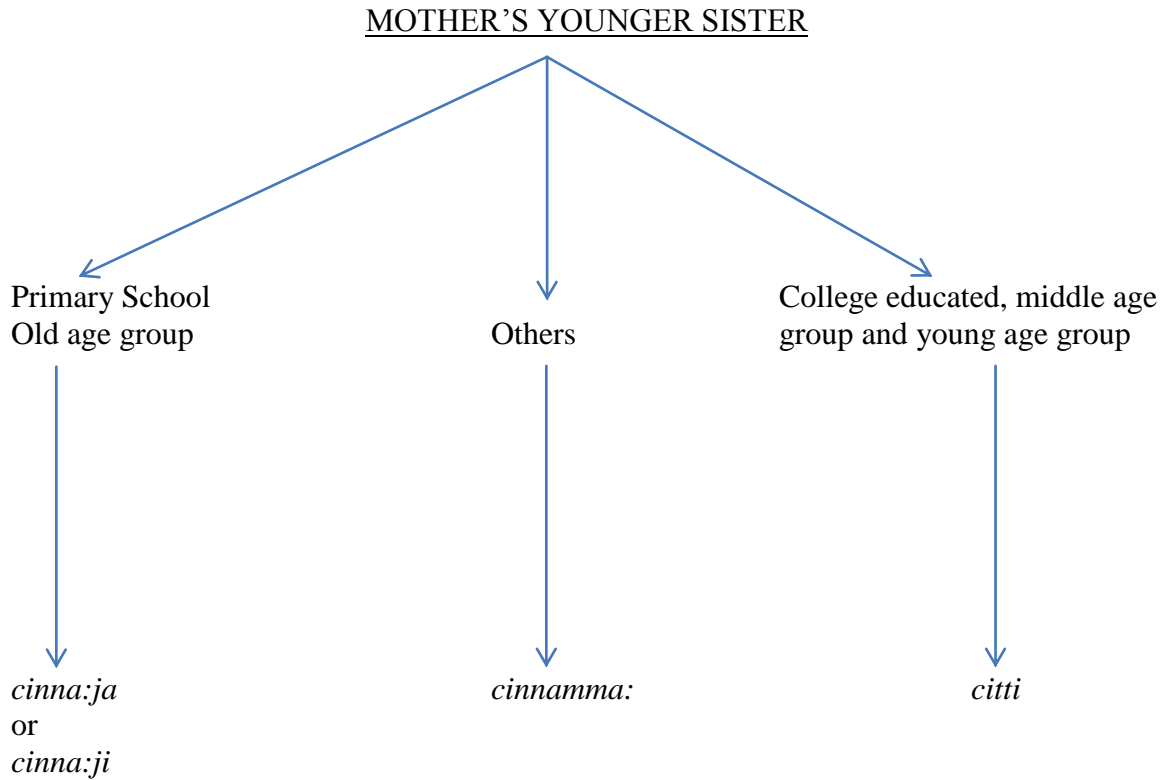 MOTHER’S YOUNGER SISTER
Primary School
Old age group
Others
College educated, middle age
group and young age group
cinna:ja
or
cinna:ji
cinnamma:
citti